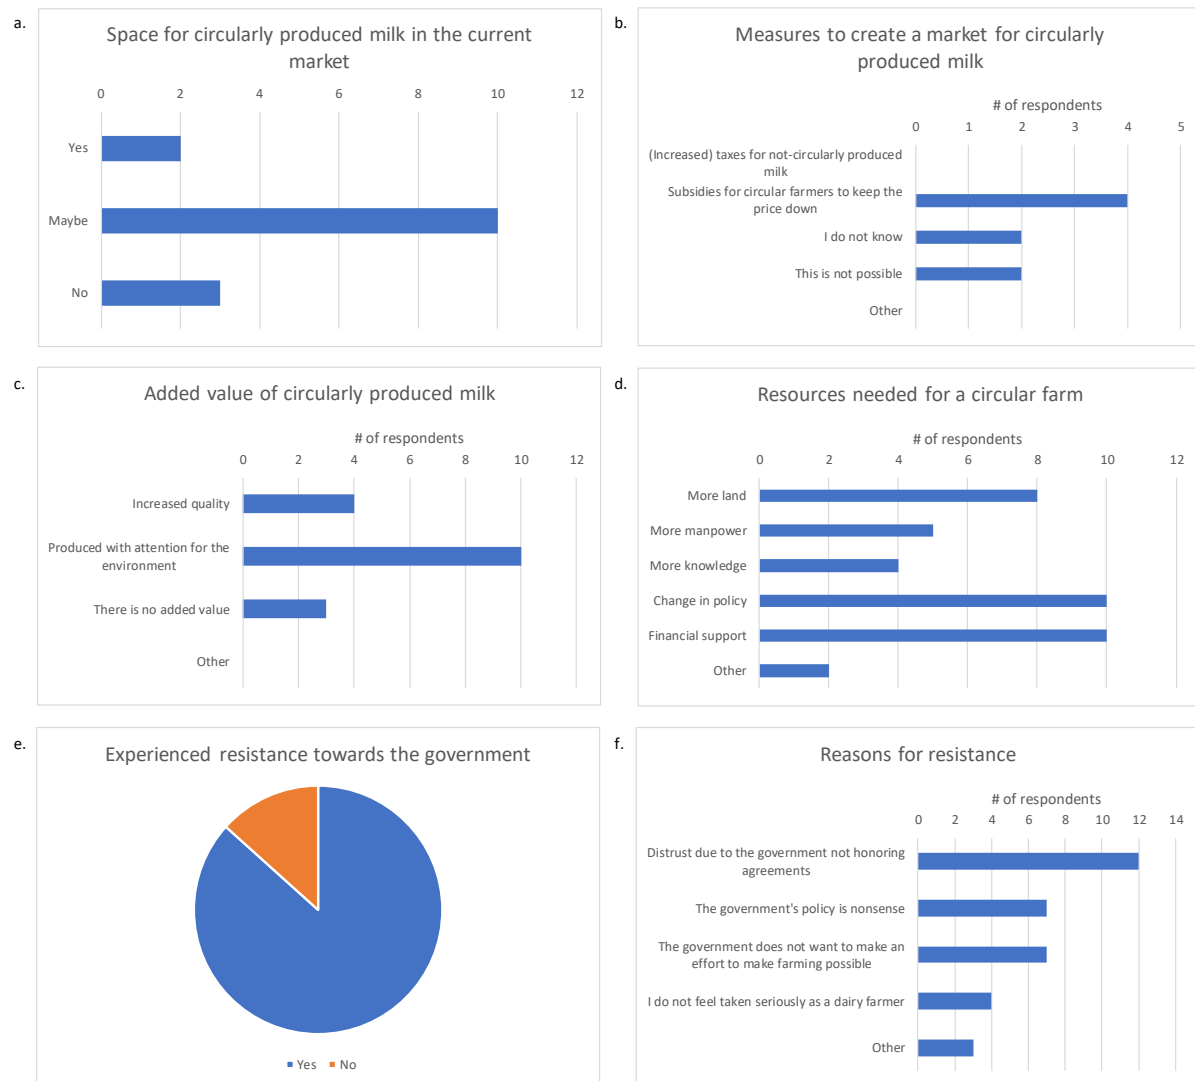 a.
Space for circularly produced milk in the current
market
0 2 4 6 8 10 12
Yes
Maybe
No
b.
Measures to create a market for circularly
produced milk
# of respondents
0 1 2 3 4 5
(Increased) taxes for not-circularly produced
milk
Subsidies for circular farmers to keep the
price down
I do not know
This is not possible
Other
c.
Added value of circularly produced milk
# of respondents
0 2 4 6 8 10 12
Increased quality
Produced with attention for the
environment
There is no added value
Other
d.
Resources needed for a circular farm
# of respondents
0 2 4 6 8 10 12
More land
More manpower
More knowledge
Change in policy
Financial support
Other
e.
Experienced resistance towards the government
Yes No
f.
Reasons for resistance
# of respondents
0 2 4 6 8 10 12 14
Distrust due to the government not honoring
agreements
The government's policy is nonsense
The government does not want to make an
effort to make farming possible
I do not feel taken seriously as a dairy farmer
Other